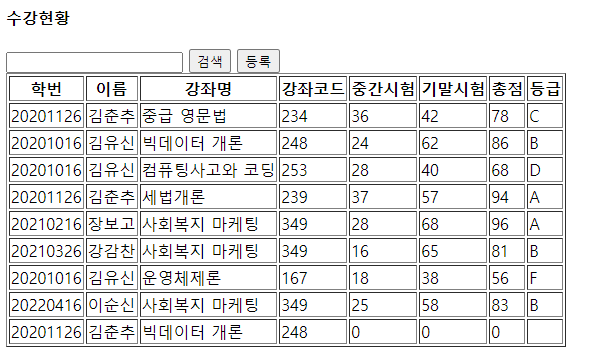 수강현황
검색 등록
학번 이름 강좌명 강좌코드 중간시험 기말시험 총점 등급
20201126 김춘추 중급 영문법 234 36 42 78 C
20201016 김유신 빅데이터 개론 248 24 62 86 B
20201016 김유신 컴퓨팅사고와 코딩 253 28 40 68 D
20201126 김춘추 세법개론 239 37 57 94 A
20210216 장보고 사회복지 마케팅 349 28 68 96 A
20210326 강감찬 사회복지 마케팅 349 16 65 81 B
20201016 김유신 운영체제론 167 18 38 56 F
20220416 이순신 사회복지 마케팅 349 25 58 83 B
20201126 김춘추 빅데이터 개론 248 0 0 0